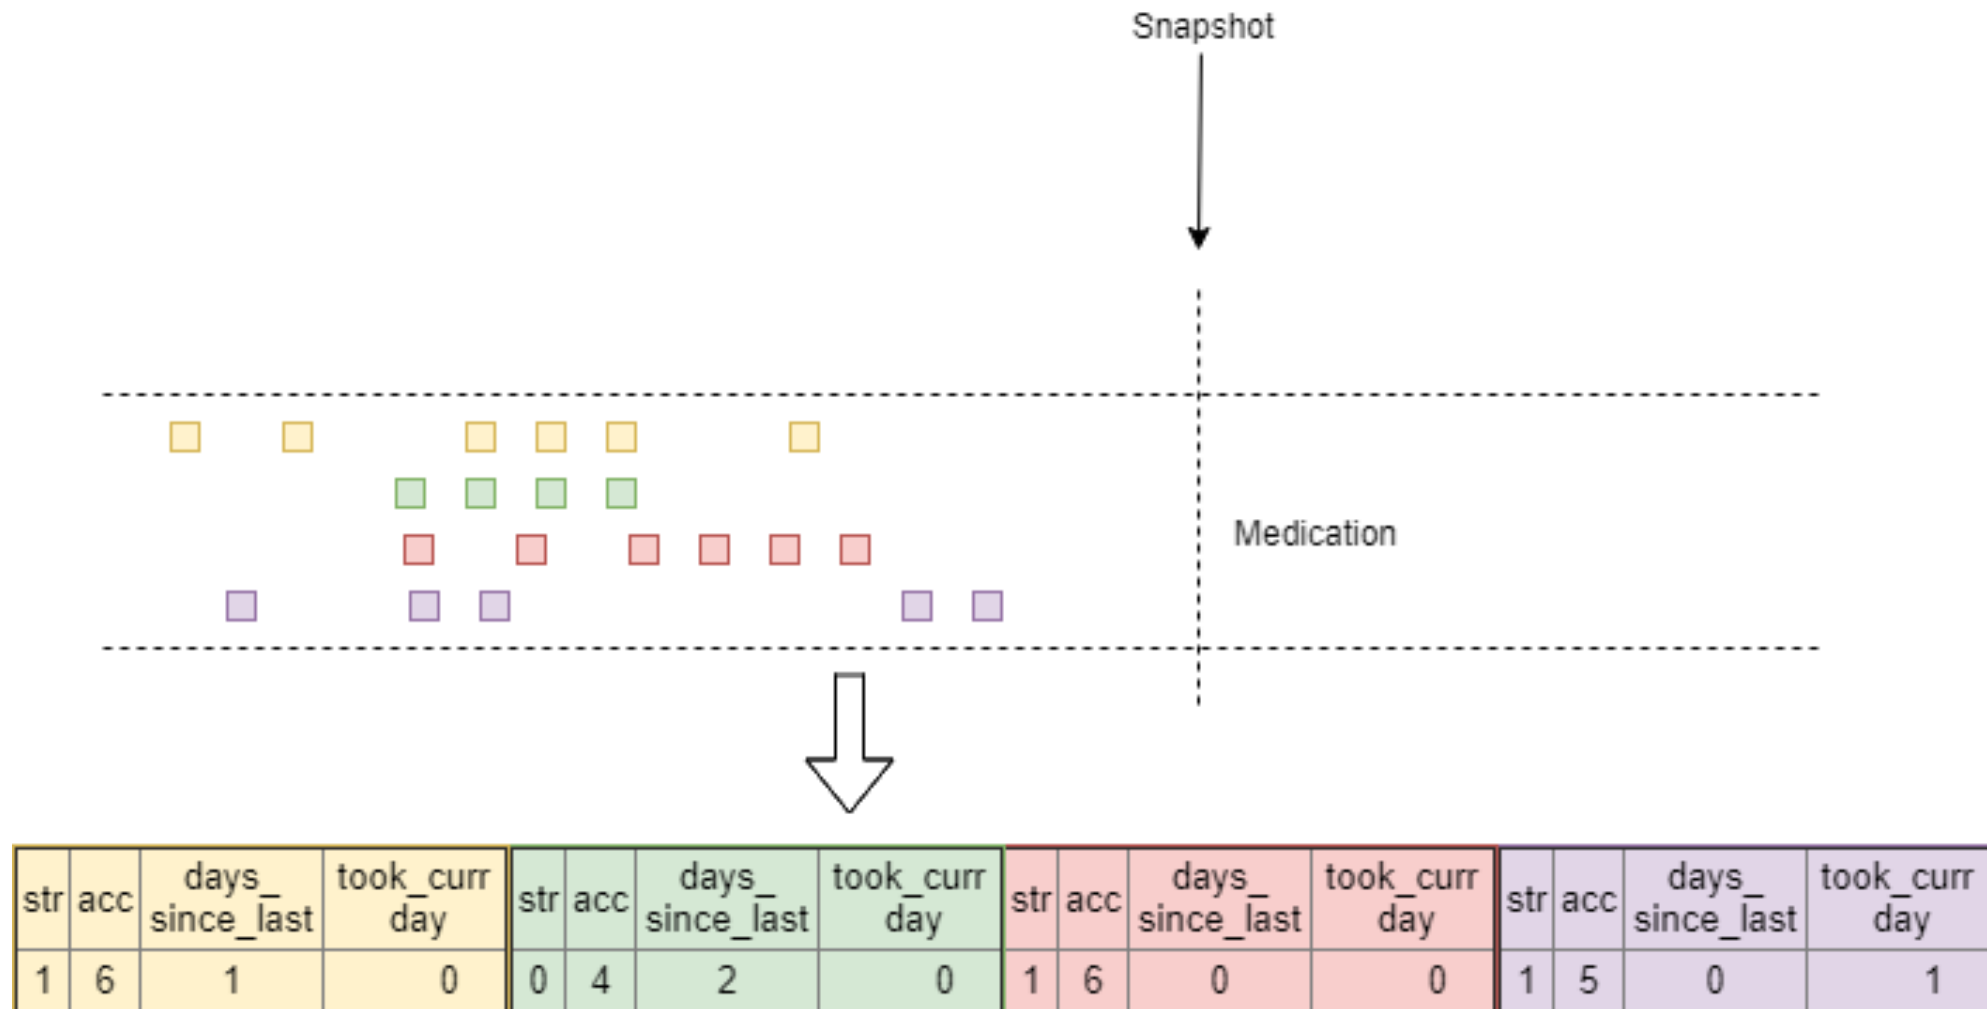 Snapshot
Medication
str acc days_ since_last took_curr day str acc days_ since_last took_curr day str acc days_ since_last took_curr day str acc days_ since_last took_curr day
1 6 1 0 0 4 2 0 1 6 0 0 1 5 0 1